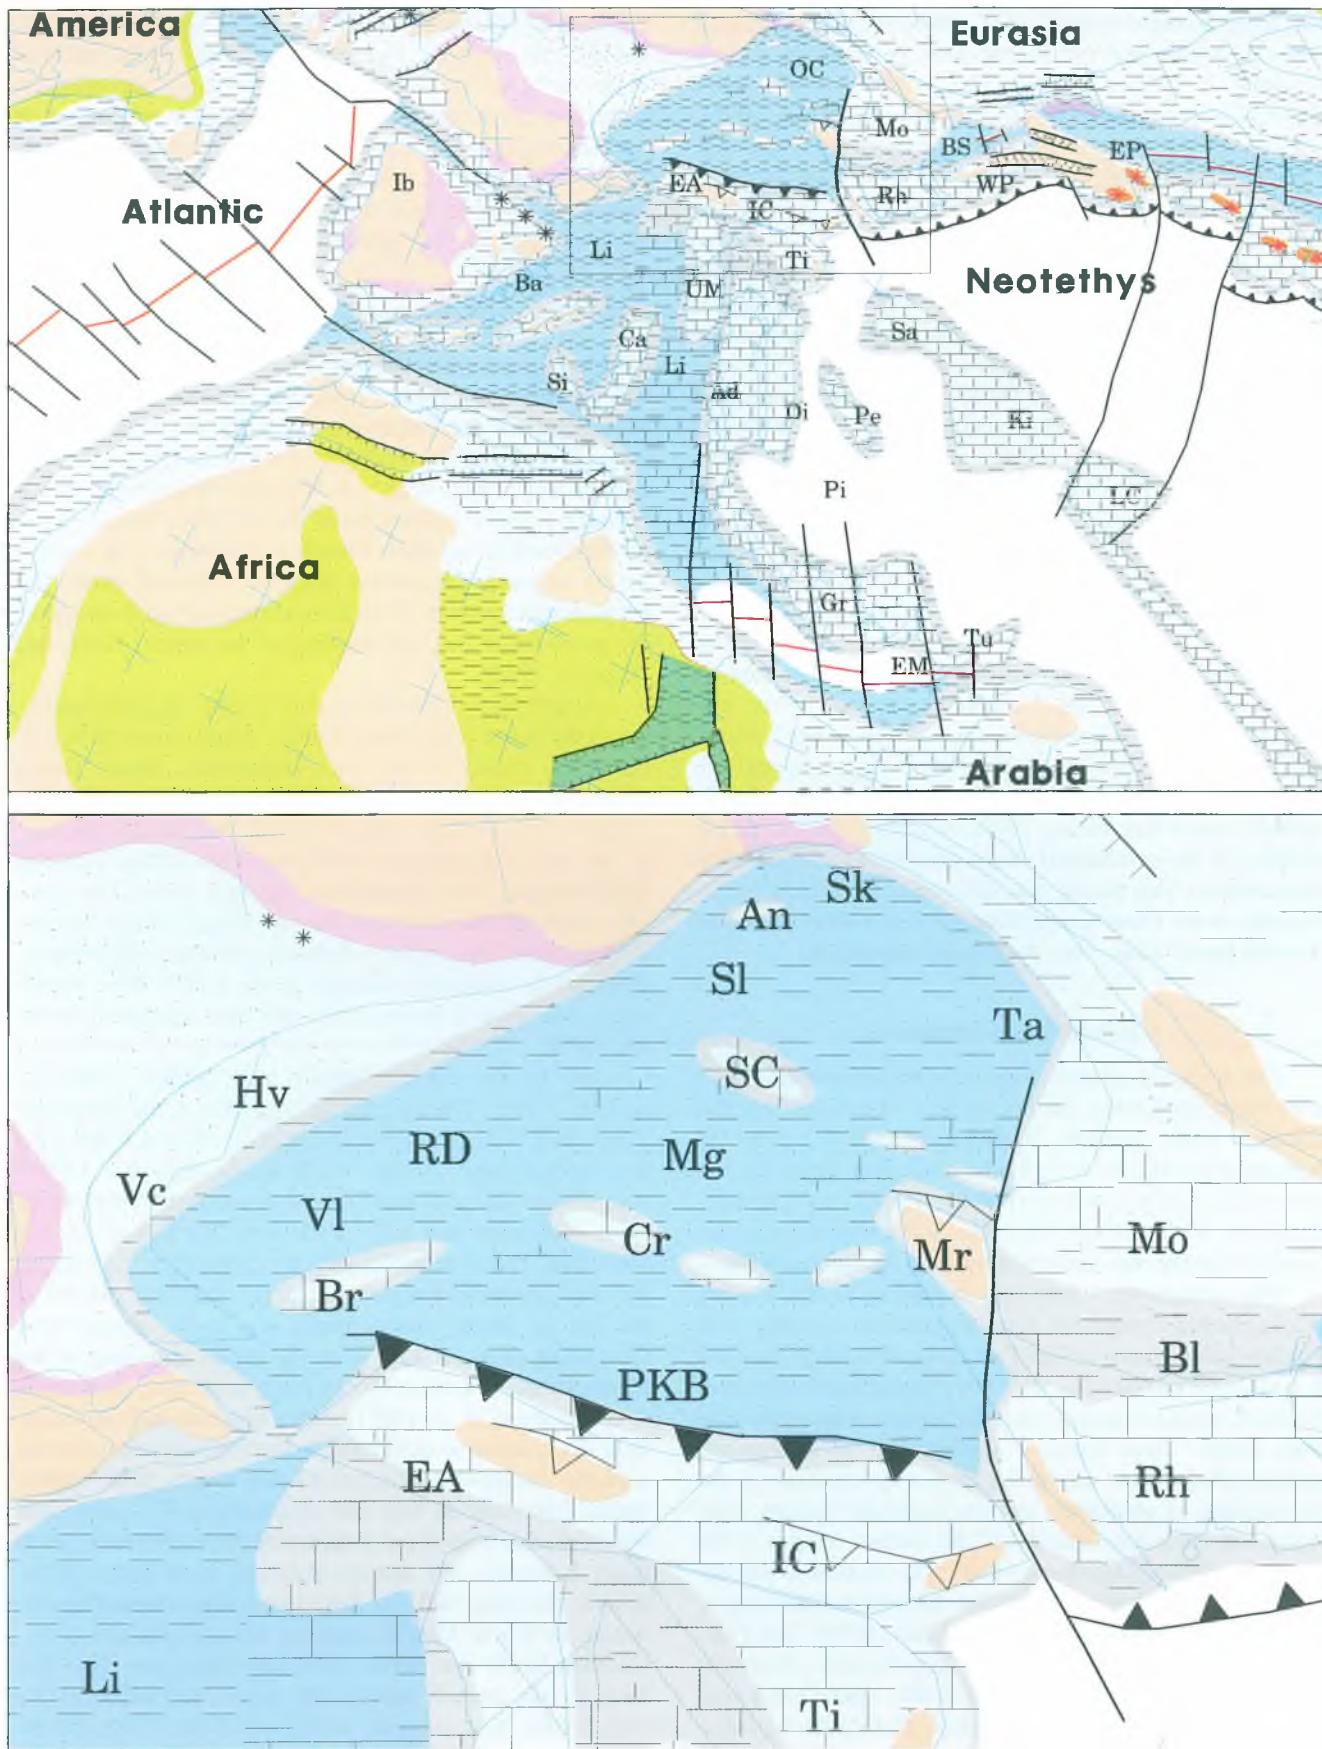 America
Eurasia
OC
Mo
BS
EP
Ib
EA
WP
Rh
IC
Atlantic
Li
Ti
Ba
UM
Neotethys
Ca
Sa
Li
Si
Ad
Di
Pe
Ki
Pi
LC
Africa
Gr
Tu
EM
Arabia
Sk
An
Sl
Ta
SC
Hv
RD
Mg
Vc
Vl
Cr
Mo
Mr
Br
Bl
PKB
EA
Rh
IC
Li
Ti